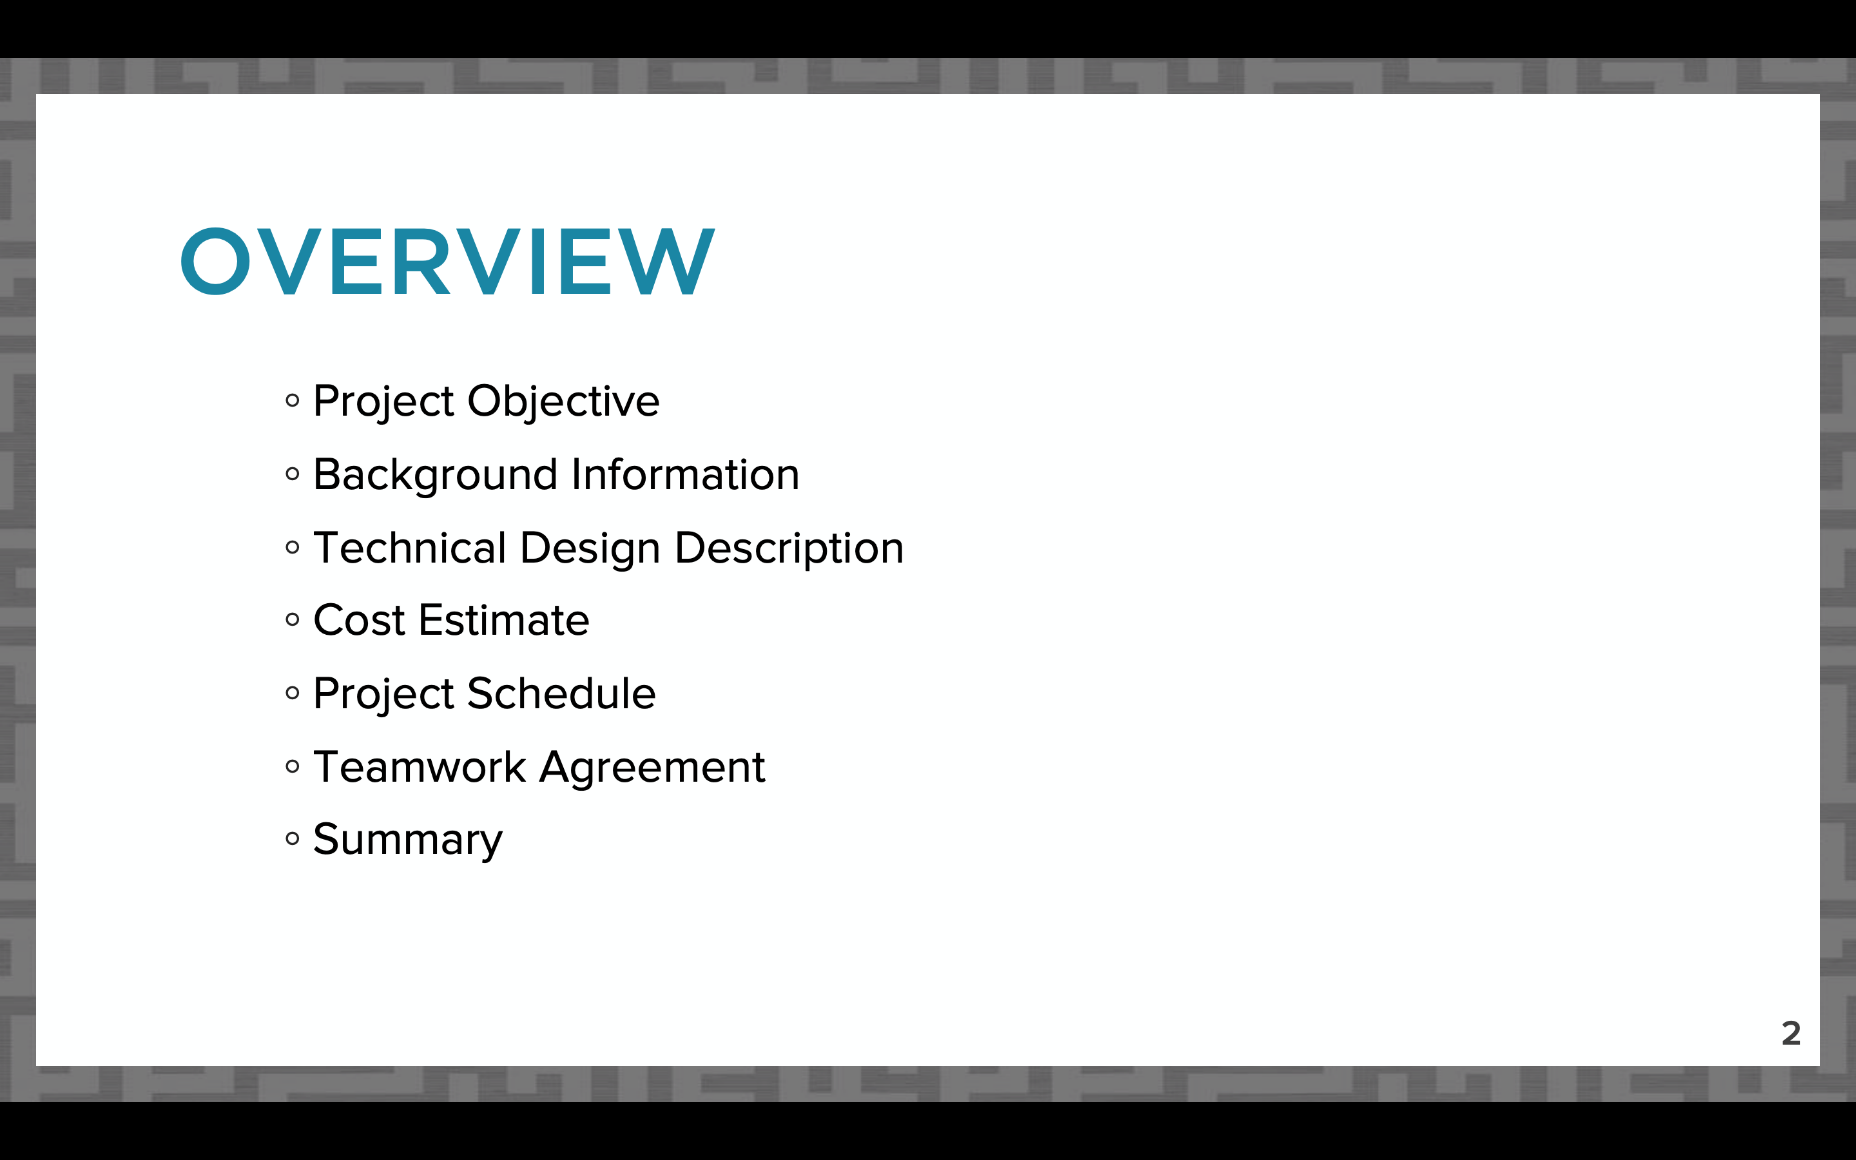 OVERVIEW
◦ Project Objective
◦ Background Information
◦ Technical Design Description
◦ Cost Estimate
◦ Project Schedule
◦ Teamwork Agreement
◦ Summary
2